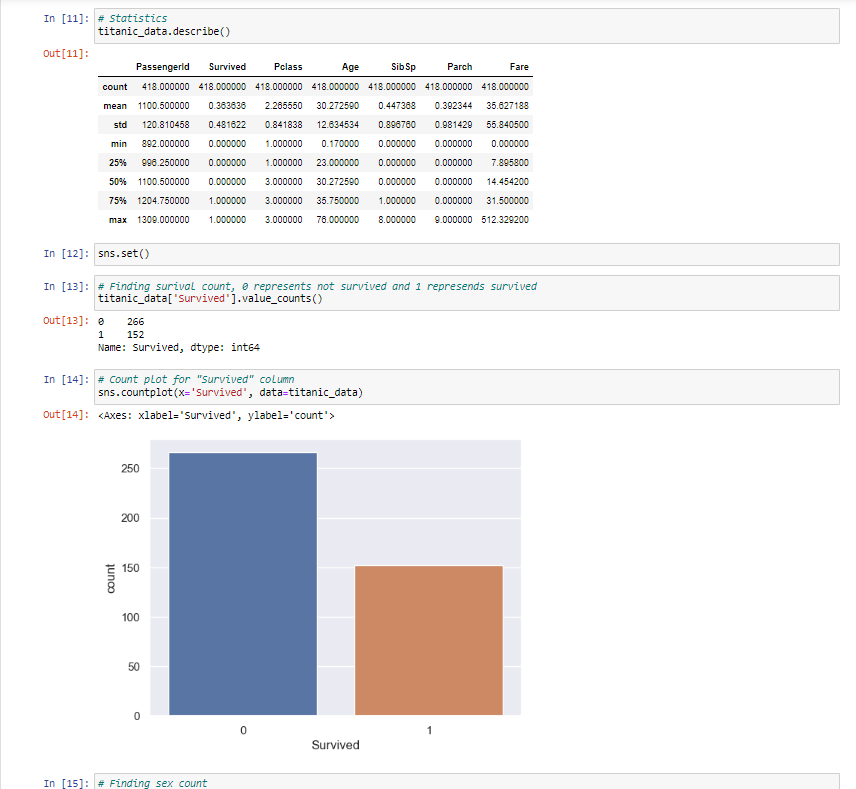 In [11]: # Statistics
titanic_data.describe()
Out[11]:
PassengerId Survived Pclass Age SibSp Parch Fare
count 418.000000 418.000000 418.000000 418.000000 418.000000 418.000000 418.000000
mean 1100.500000 0.363636 2.265550 30.272590 0.447368 0.392344 35.627188
std 120.810458 0.481622 0.841838 12.634534 0.896760 0.981429 55.840500
min 892.000000 0.000000 1.000000 0.170000 0.000000 0.000000 0.000000
25% 996.250000 0.000000 1.000000 23.000000 0.000000 0.000000 7.895800
50% 1100.500000 0.000000 3.000000 30.272590 0.000000 0.000000 14.454200
75% 1204.750000 1.000000 3.000000 35.750000 1.000000 0.000000 31.500000
max 1309.000000 1.000000 3.000000 76.000000 8.000000 9.000000 512.329200
In [12]: sns.set()
In [13]: # Finding surival count, 0 represents not survived and 1 represends survived
titanic_data['Survived'].value_counts()
Out[13]: 0 266
1 152
Name: Survived, dtype: int64
In [14]: # Count plot for "Survived" column
sns.countplot(x='Survived', data=titanic_data)
Out[14]: <Axes: xlabel='Survived', ylabel='count'>
250
200
150
100
50
0
count
0 1
Survived
In [15]: # Finding sex count